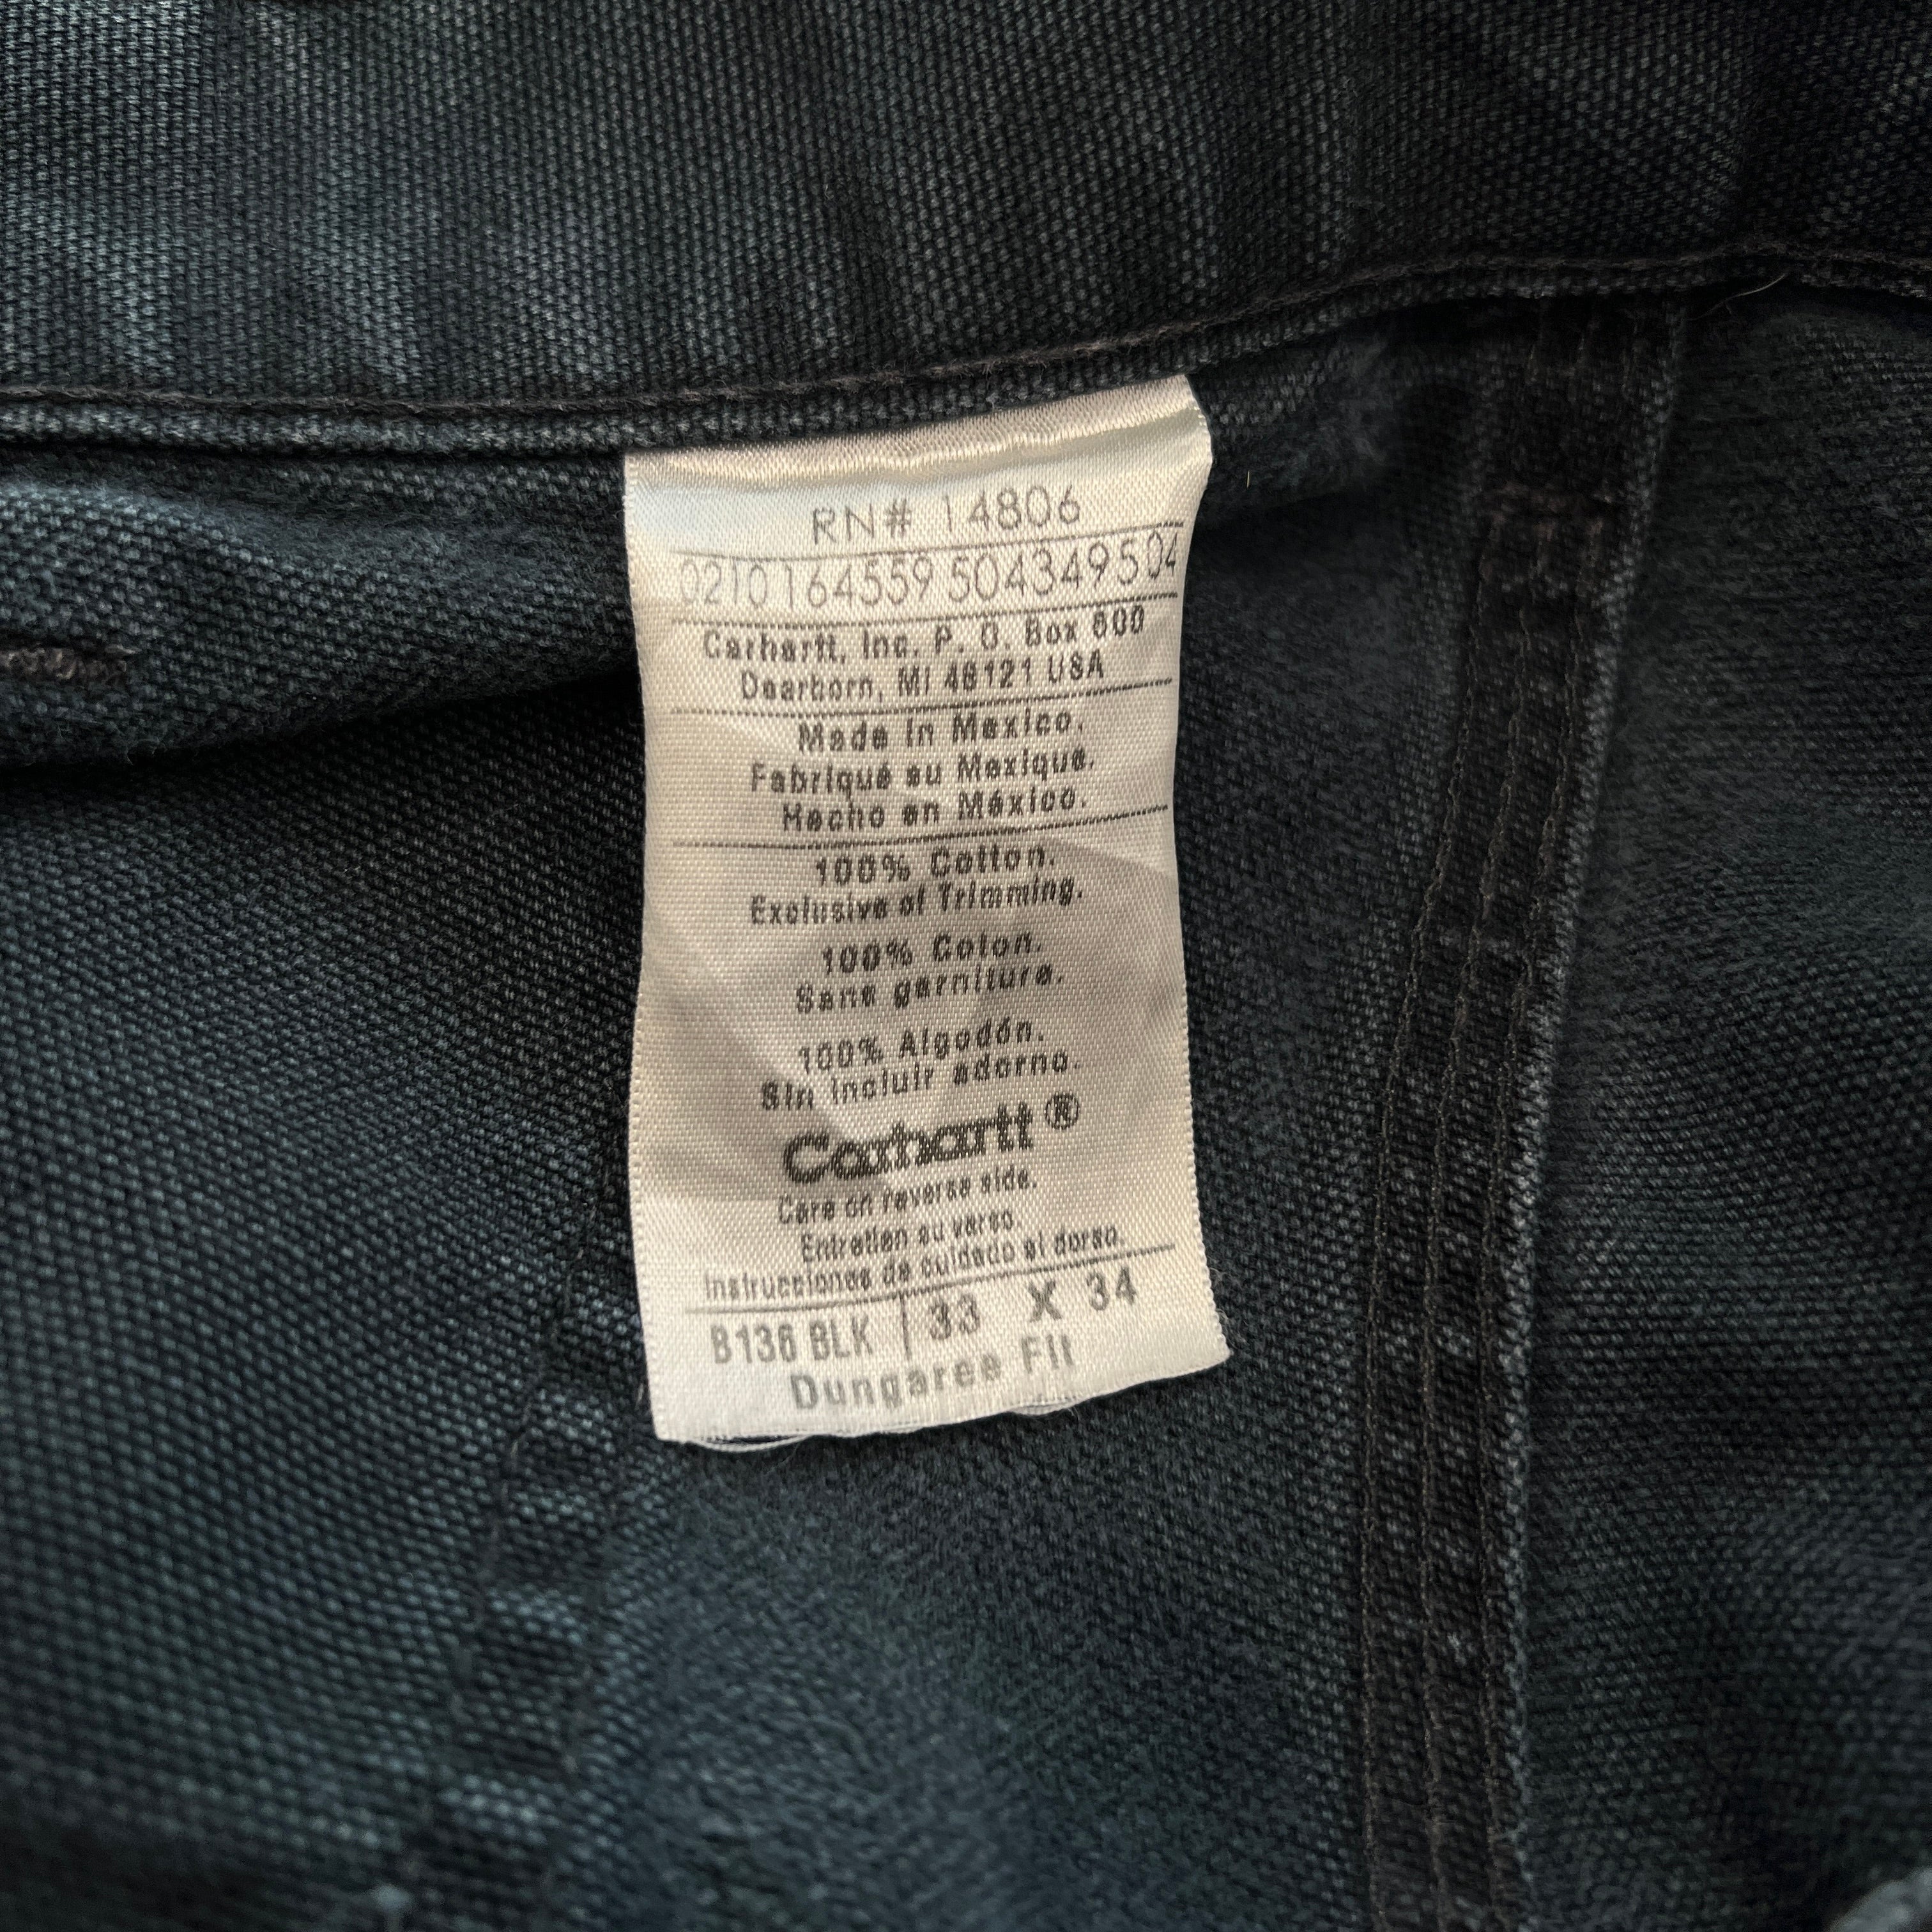 RN# 14806
0210 164559 504349504
Carhartt, Inc. P. O. Box 600
Dearborn, MI 48121 USA
Made in Mexico.
Fabriqué au Mexique.
Hecho en México.
100% Cotton.
Exclusive of Trimming.
100% Coton.
Sans garniture.
100% Algodón.
Sin incluir adorno.
Carhartt®
Care on reverse side.
Entretien au verso.
Instrucciones de cuidado al dorso.
B136 BLK | 33 X 34
Dungaree Fit